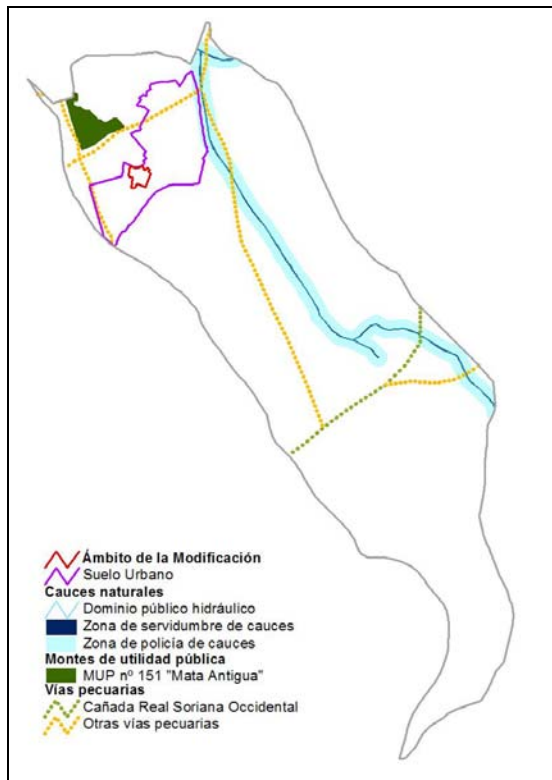 Ámbito de la Modificación
Suelo Urbano
Cauces naturales
Dominio público hidráulico
Zona de servidumbre de cauces
Zona de policía de cauces
Montes de utilidad pública
MUP nº 151 "Mata Antigua"
Vías pecuarias
Cañada Real Soriana Occidental
Otras vías pecuarias